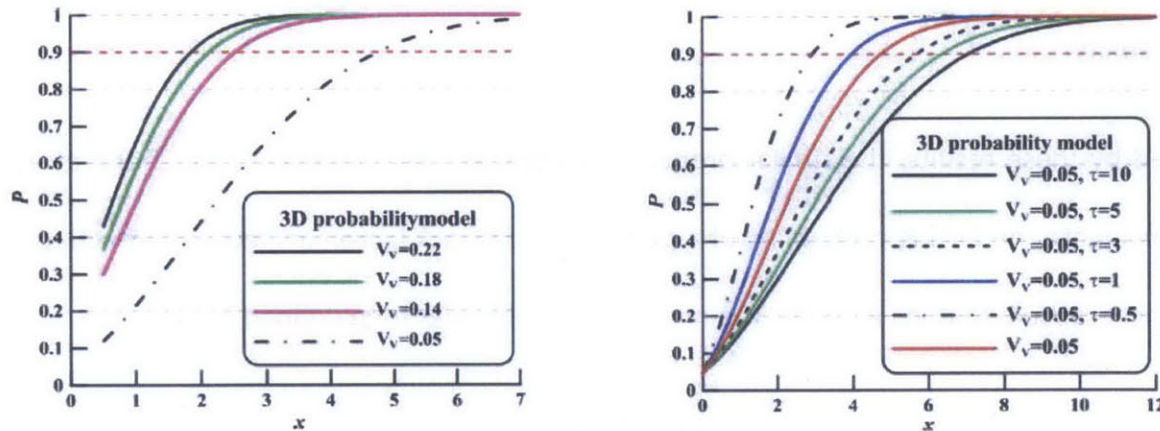 1
0.9
0.8
0.7
0.6
0.5
0.4
0.3
0.2
0.1
0
P
0 1 2 3 4 5 6 7
x
3D probabilitymodel
Vv=0.22
Vv=0.18
Vv=0.14
Vv=0.05
1
0.9
0.8
0.7
0.6
0.5
0.4
0.3
0.2
0.1
0
P
0 2 4 6 8 10 12
x
3D probability model
Vv=0.05, τ=10
Vv=0.05, τ=5
Vv=0.05, τ=3
Vv=0.05, τ=1
Vv=0.05, τ=0.5
Vv=0.05